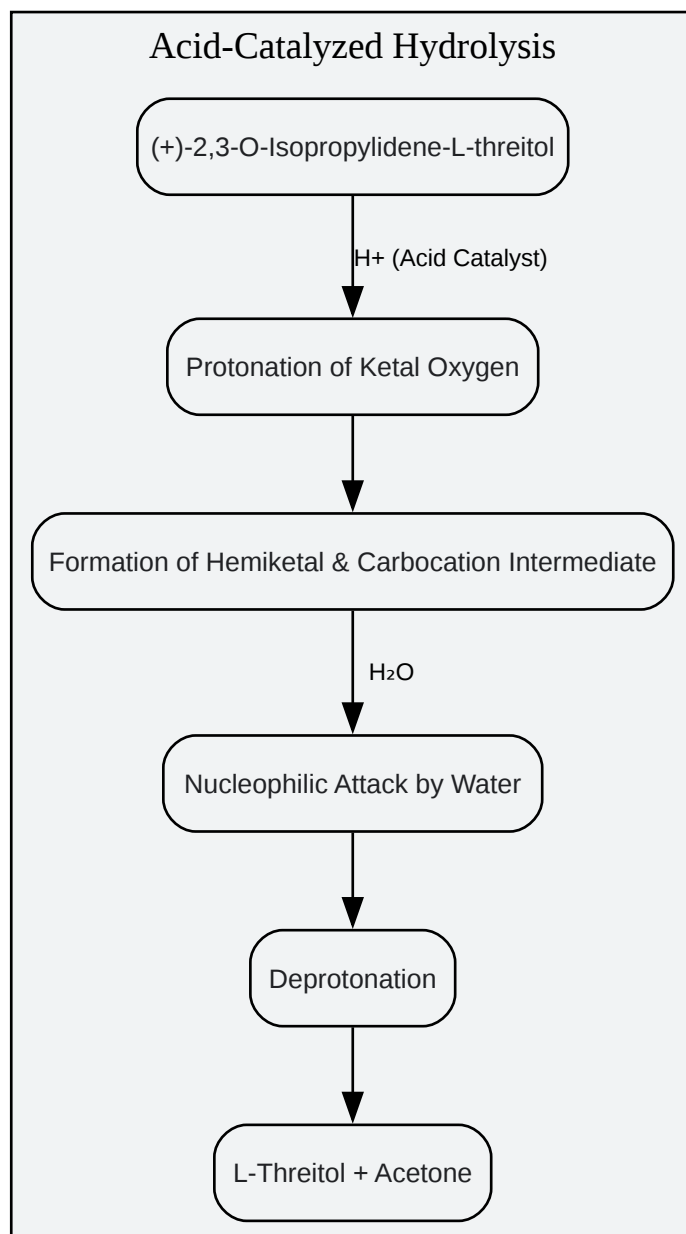 Acid-Catalyzed Hydrolysis
(+)-2,3-O-Isopropylidene-L-threitol
H+ (Acid Catalyst)
Protonation of Ketal Oxygen
Formation of Hemiketal & Carbocation Intermediate
H₂O
Nucleophilic Attack by Water
Deprotonation
L-Threitol + Acetone